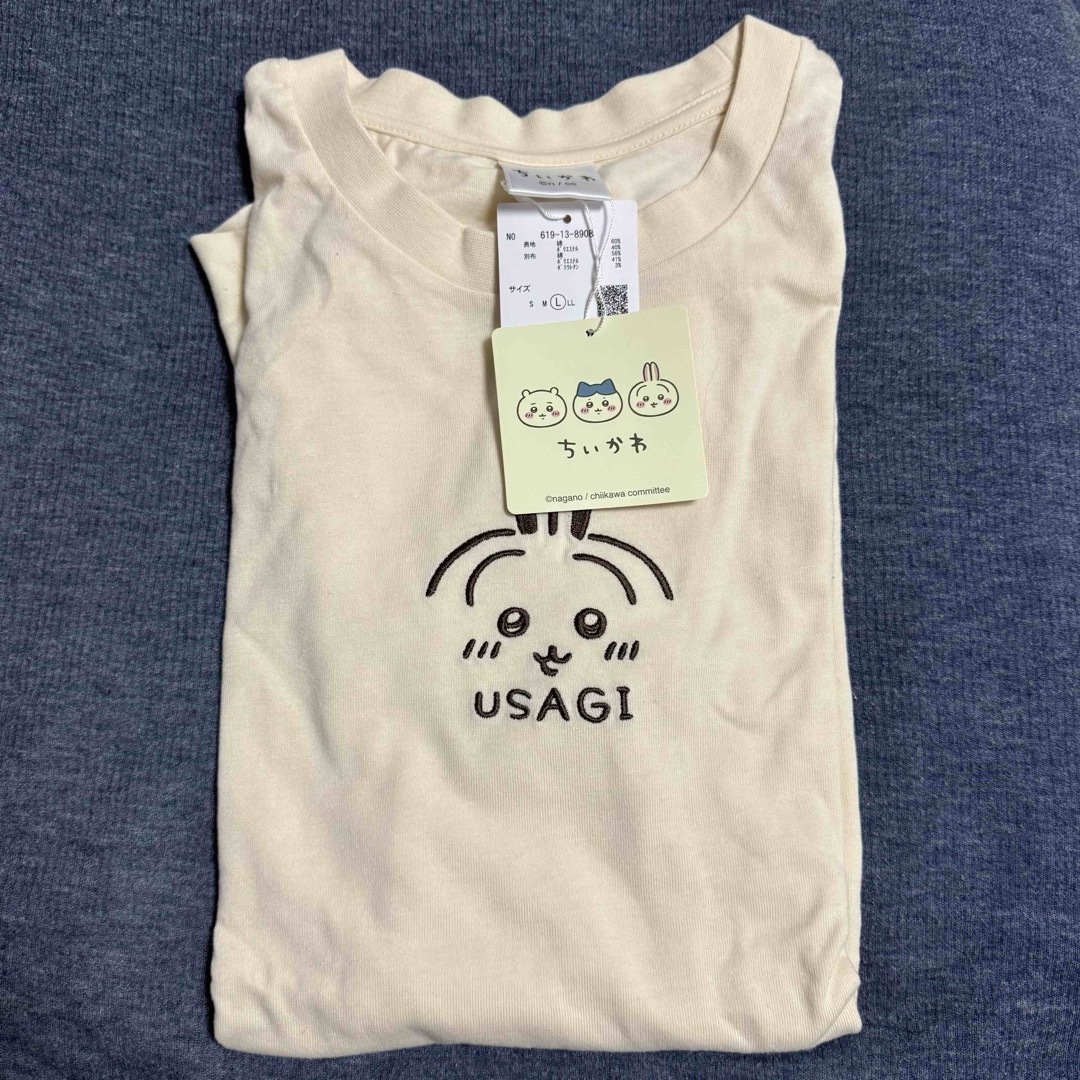 ちいかわ
NO 619-13-8908
表地 綿 60%
ポリエステル 40%
別布 綿 56%
ポリエステル 41%
ポリウレタン 3%
サイズ
S M L LL
ちいかわ
©nagano / chiikawa committee
USAGI